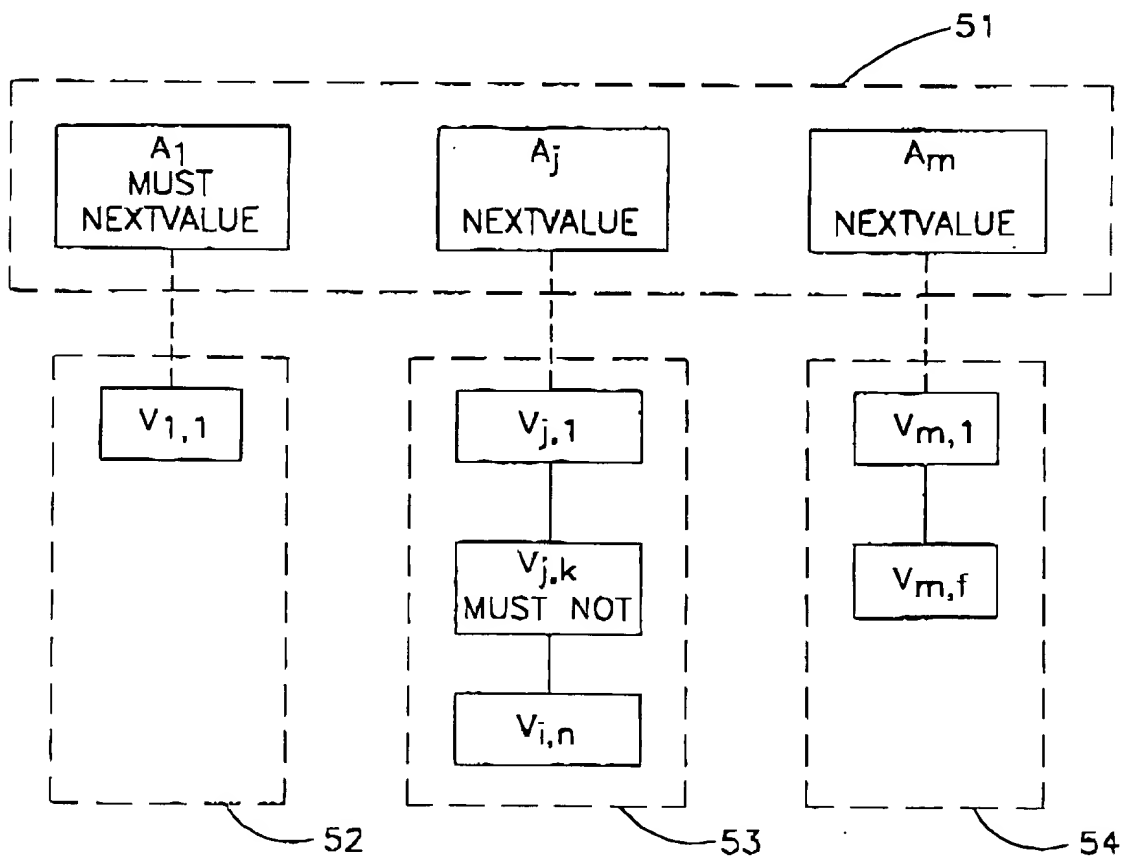 51
A1
MUST
NEXTVALUE
Aj
NEXTVALUE
Am
NEXTVALUE
V1,1
Vj,1
Vj,k
MUST NOT
Vi,n
Vm,1
Vm,f
52
53
54